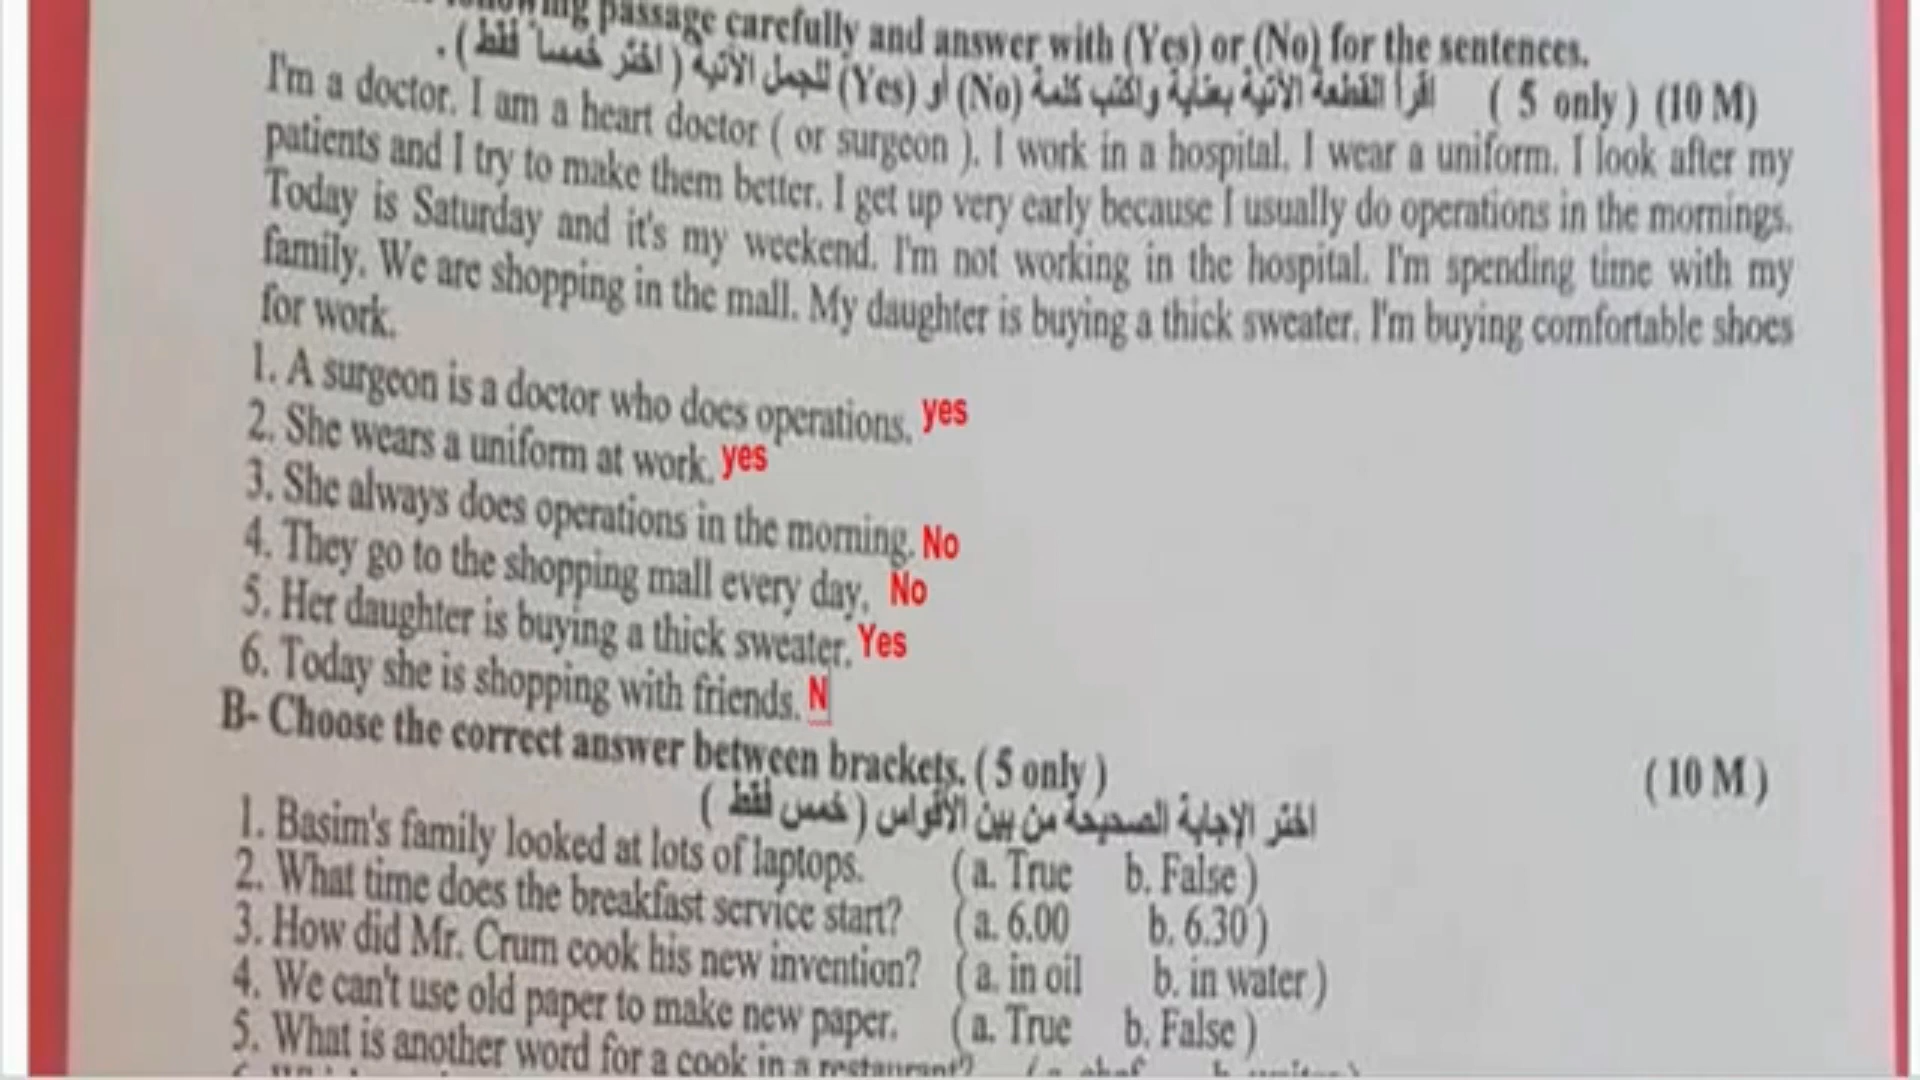 passage carefully and answer with (Yes) or (No) for the sentences.
اقرأ القطعة الآتية بعناية واكتب كلمة (No) أو (Yes) للجمل الآتية ( اختر خمسا فقط ) . ( 5 only ) (10 M)
I'm a doctor. I am a heart doctor ( or surgeon ). I work in a hospital. I wear a uniform. I look after my
patients and I try to make them better. I get up very early because I usually do operations in the mornings.
Today is Saturday and it's my weekend. I'm not working in the hospital. I'm spending time with my
family. We are shopping in the mall. My daughter is buying a thick sweater. I'm buying comfortable shoes
for work.
1. A surgeon is a doctor who does operations. yes
2. She wears a uniform at work. yes
3. She always does operations in the morning. No
4. They go to the shopping mall every day. No
5. Her daughter is buying a thick sweater. Yes
6. Today she is shopping with friends. N
B- Choose the correct answer between brackets. ( 5 only ) ( 10 M )
اختر الإجابة الصحيحة من بين الأقواس ( خمس فقط )
1. Basim's family looked at lots of laptops. ( a. True b. False )
2. What time does the breakfast service start? ( a. 6.00 b. 6.30 )
3. How did Mr. Crum cook his new invention? ( a. in oil b. in water )
4. We can't use old paper to make new paper. ( a. True b. False )
5. What is another word for a cook in a restaurant?